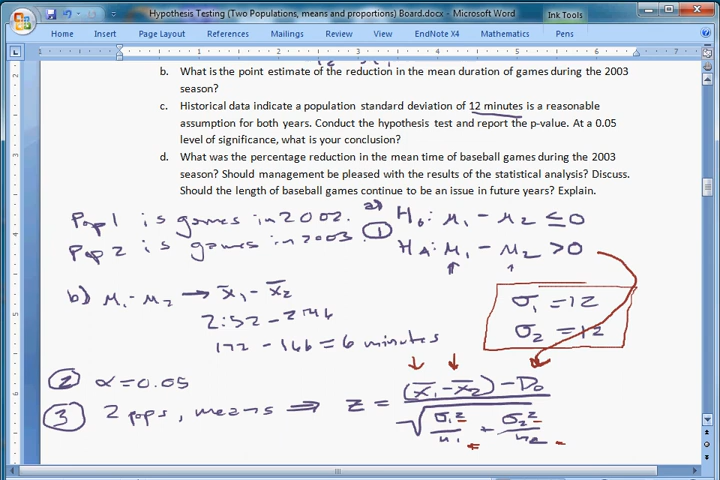 Hypothesis Testing (Two Populations, means and proportions) Board.docx - Microsoft Word
Ink Tools
Home Insert Page Layout References Mailings Review View EndNote X4 Mathematics Pens
b. What is the point estimate of the reduction in the mean duration of games during the 2003
season?
c. Historical data indicate a population standard deviation of 12 minutes is a reasonable
assumption for both years. Conduct the hypothesis test and report the p-value. At a 0.05
level of significance, what is your conclusion?
d. What was the percentage reduction in the mean time of baseball games during the 2003
season? Should management be pleased with the results of the statistical analysis? Discuss.
Should the length of baseball games continue to be an issue in future years? Explain.
Pop 1 is games in 2002. a) H₀: μ₁ - μ₂ ≤ 0
Pop 2 is games in 2003. ① H_A: μ₁ - μ₂ > 0
b) μ₁ - μ₂ → x̄₁ - x̄₂
σ₁ = 12
2:52 - 2:46
σ₂ = 12
172 - 166 = 6 minutes
② α = 0.05
③ 2 pops, means ⇒ z = (x̄₁ - x̄₂) - D₀ / √(σ₁²/n₁ + σ₂²/n₂)